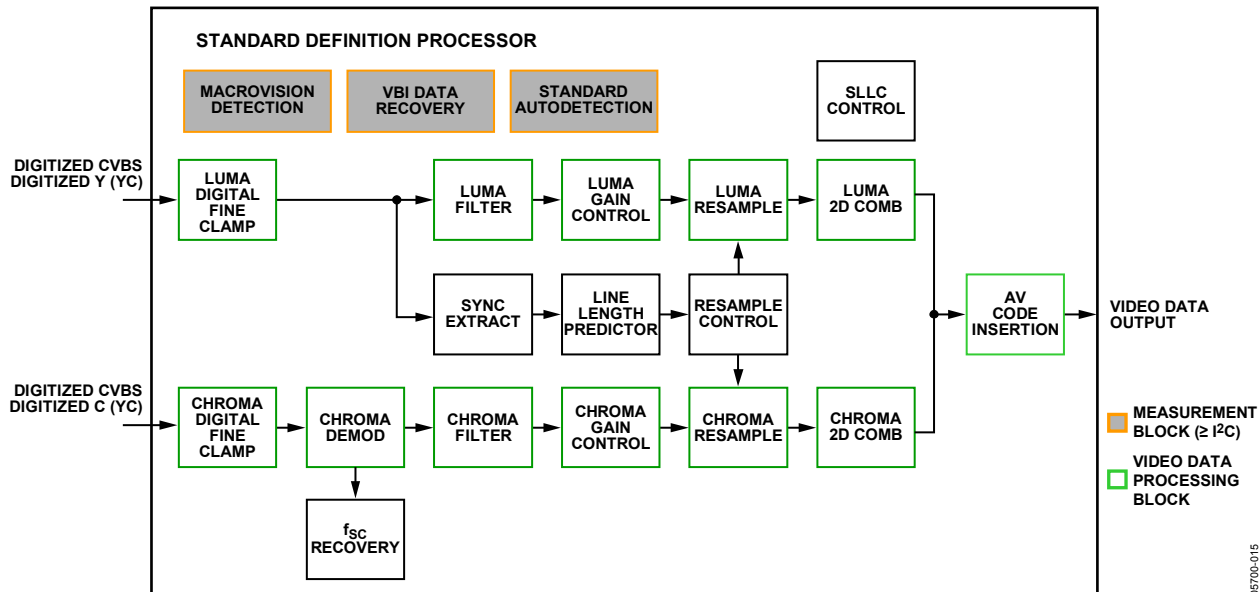 STANDARD DEFINITION PROCESSOR
MACROVISION
DETECTION
VBI DATA
RECOVERY
STANDARD
AUTODETECTION
SLLC
CONTROL
DIGITIZED CVBS
DIGITIZED Y (YC)
LUMA
DIGITAL
FINE
CLAMP
LUMA
FILTER
LUMA
GAIN
CONTROL
LUMA
RESAMPLE
LUMA
2D COMB
SYNC
EXTRACT
LINE
LENGTH
PREDICTOR
RESAMPLE
CONTROL
AV
CODE
INSERTION
VIDEO DATA
OUTPUT
DIGITIZED CVBS
DIGITIZED C (YC)
CHROMA
DIGITAL
FINE
CLAMP
CHROMA
DEMOD
CHROMA
FILTER
CHROMA
GAIN
CONTROL
CHROMA
RESAMPLE
CHROMA
2D COMB
fSC
RECOVERY
MEASUREMENT
BLOCK (≥ I²C)
VIDEO DATA
PROCESSING
BLOCK